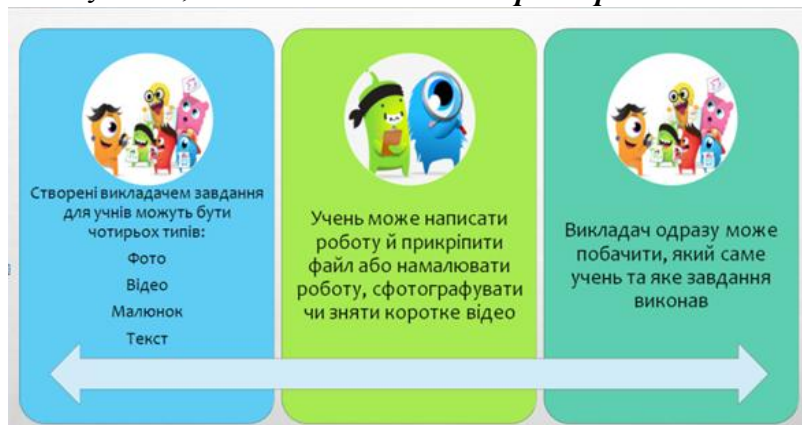 Створені викладачем завдання
для учнів можуть бути
чотирьох типів:
Фото
Відео
Малюнок
Текст
Учень може написати
роботу й прикріпити
файл або намалювати
роботу, сфотографувати
чи зняти коротке відео
Викладач одразу може
побачити, який саме
учень та яке завдання
виконав